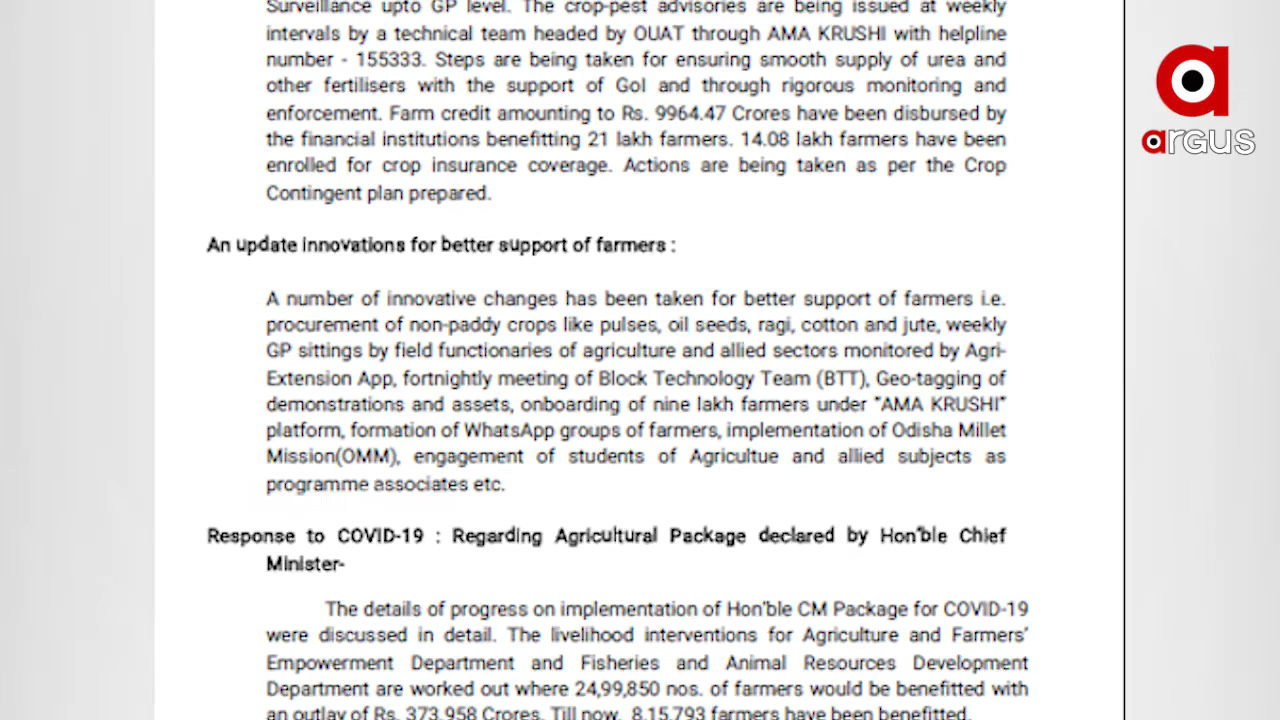 Surveillance upto GP level. The crop-pest advisories are being issued at weekly
intervals by a technical team headed by OUAT through AMA KRUSHI with helpline
number - 155333. Steps are being taken for ensuring smooth supply of urea and
other fertilisers with the support of GoI and through rigorous monitoring and
enforcement. Farm credit amounting to Rs. 9964.47 Crores have been disbursed by
the financial institutions benefitting 21 lakh farmers. 14.08 lakh farmers have been
enrolled for crop insurance coverage. Actions are being taken as per the Crop
Contingent plan prepared.
An update innovations for better support of farmers :
A number of innovative changes has been taken for better support of farmers i.e.
procurement of non-paddy crops like pulses, oil seeds, ragi, cotton and jute, weekly
GP sittings by field functionaries of agriculture and allied sectors monitored by Agri-
Extension App, fortnightly meeting of Block Technology Team (BTT), Geo-tagging of
demonstrations and assets, onboarding of nine lakh farmers under "AMA KRUSHI"
platform, formation of WhatsApp groups of farmers, implementation of Odisha Millet
Mission(OMM), engagement of students of Agricultue and allied subjects as
programme associates etc.
Response to COVID-19 : Regarding Agricultural Package declared by Hon'ble Chief
Minister-
The details of progress on implementation of Hon'ble CM Package for COVID-19
were discussed in detail. The livelihood interventions for Agriculture and Farmers'
Empowerment Department and Fisheries and Animal Resources Development
Department are worked out where 24,99,850 nos. of farmers would be benefitted with
an outlay of Rs. 373.958 Crores. Till now, 8,15,793 farmers have been benefitted.
argus